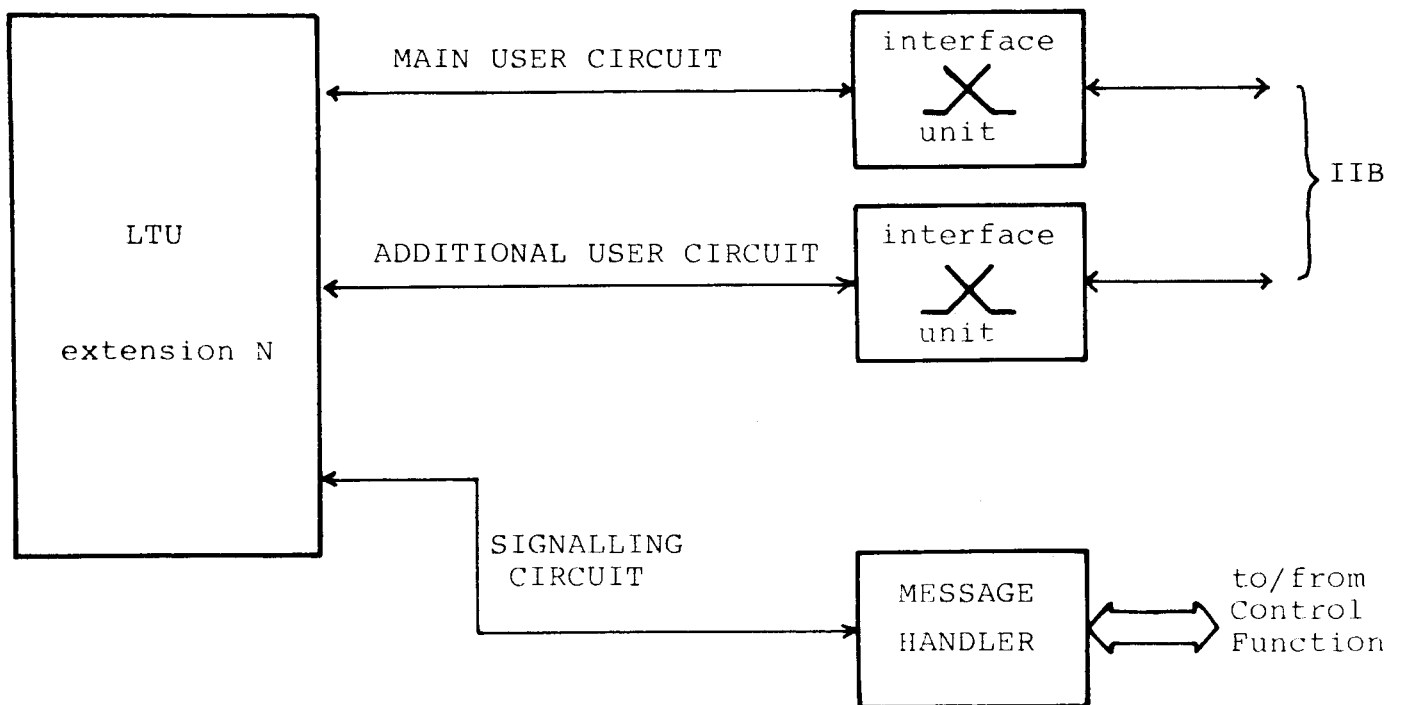 MAIN USER CIRCUIT
interface
unit
IIB
LTU
extension N
ADDITIONAL USER CIRCUIT
interface
unit
SIGNALLING
CIRCUIT
MESSAGE
HANDLER
to/from
Control
Function